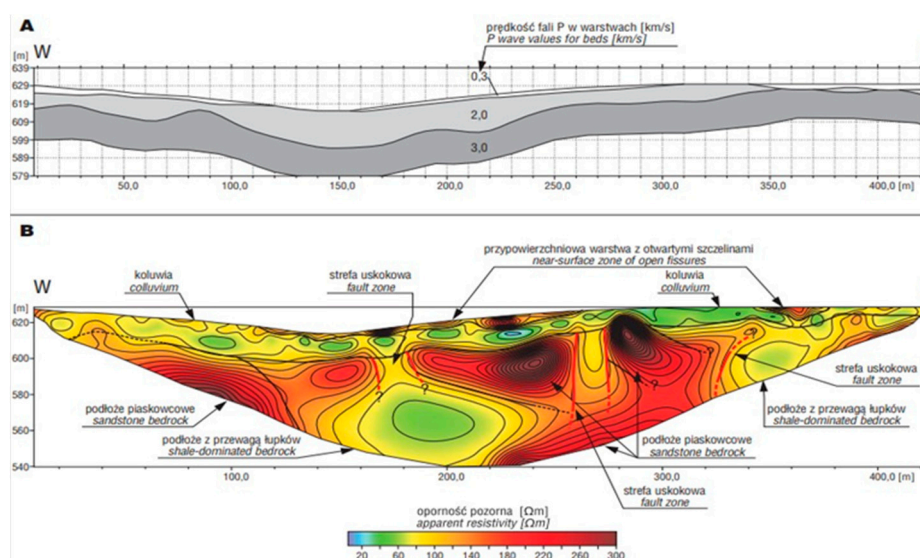 A
prędkość fali P w warstwach [km/s]
P wave values for beds [km/s]
[m] W
639
629
619
609
599
579
0,3
2,0
3,0
50,0 100,0 150,0 200,0 250,0 300,0 350,0 400,0 [m]
B
W
przypowierzchniowa warstwa z otwartymi szczelinami
near-surface zone of open fissures
koluwia
colluvium
strefa uskokowa
fault zone
koluwia
colluvium
[m]
620
600
580
560
540
? ? ? ? ?
strefa uskokowa
fault zone
podłoże piaskowcowe
sandstone bedrock
podłoże z przewagą łupków
shale-dominated bedrock
podłoże z przewagą łupków
shale-dominated bedrock
podłoże piaskowcowe
sandstone bedrock
100,0 200,0 300,0 400,0 [m]
strefa uskokowa
fault zone
oporność pozorna [Ωm]
apparent resistivity [Ωm]
20 60 100 140 180 220 260 300